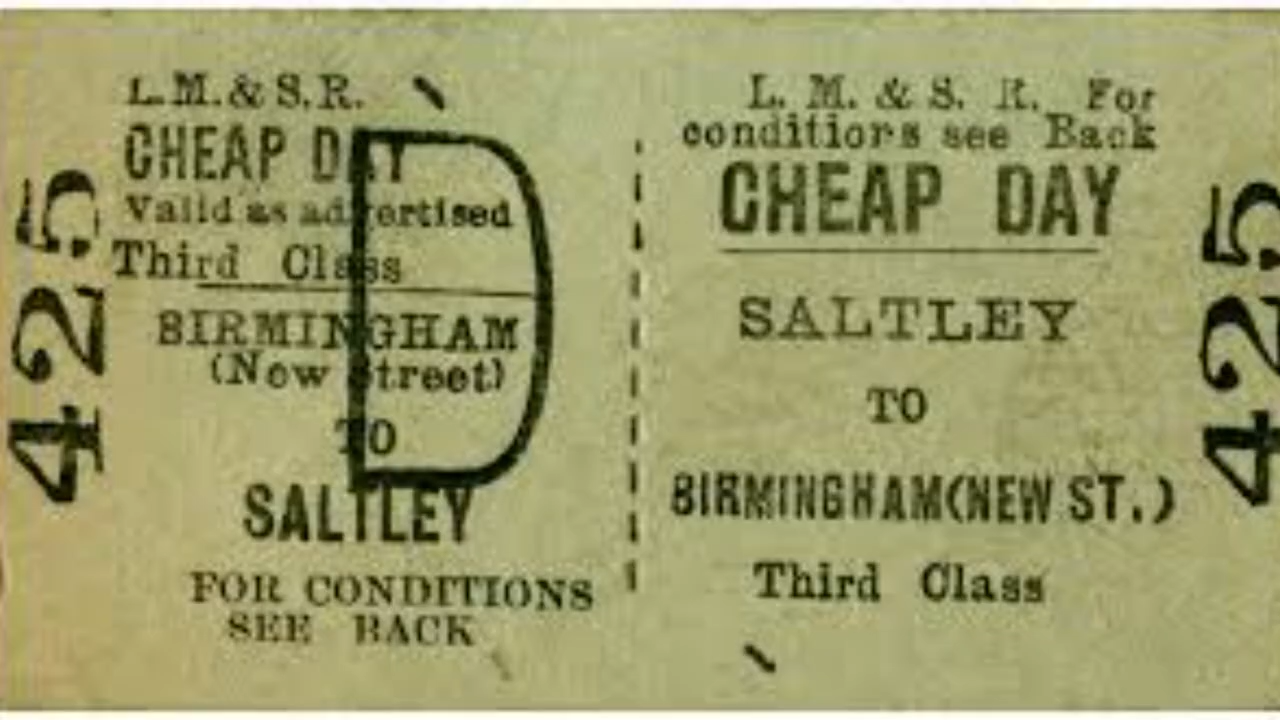 425
L.M.& S.R.
CHEAP DAY
Valid as advertised
Third Class
BIRMINGHAM
(New Street)
TO
SALTLEY
FOR CONDITIONS
SEE BACK
D
L. M. & S. R. For
conditions see Back
CHEAP DAY
SALTLEY
TO
BIRMINGHAM(NEW ST.)
Third Class
425